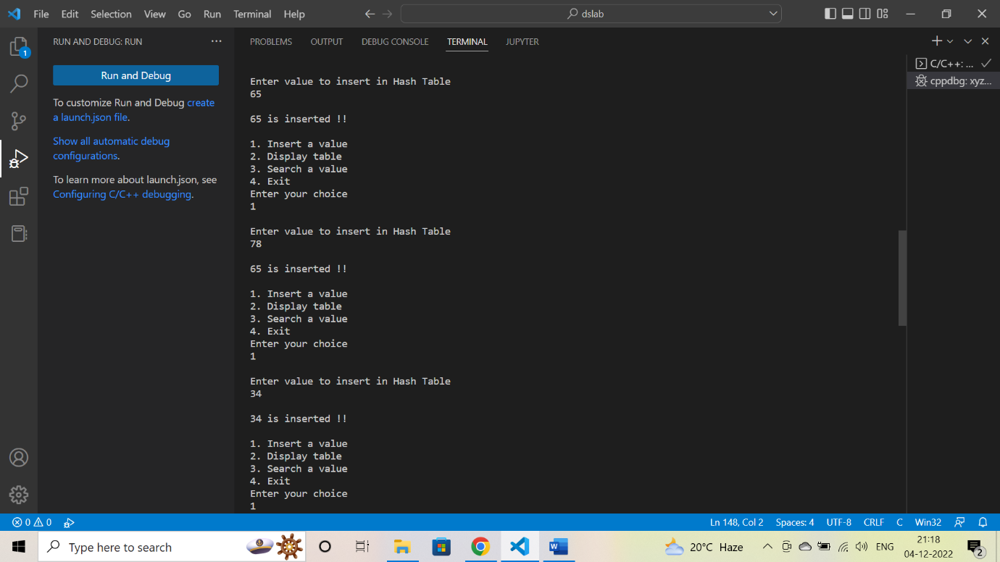 File Edit Selection View Go Run Terminal Help
dslab
RUN AND DEBUG: RUN
PROBLEMS OUTPUT DEBUG CONSOLE TERMINAL JUPYTER
1
Run and Debug
To customize Run and Debug create
a launch.json file.
Show all automatic debug
configurations.
To learn more about launch.json, see
Configuring C/C++ debugging.
Enter value to insert in Hash Table
65
65 is inserted !!
1. Insert a value
2. Display table
3. Search a value
4. Exit
Enter your choice
1
Enter value to insert in Hash Table
78
65 is inserted !!
1. Insert a value
2. Display table
3. Search a value
4. Exit
Enter your choice
1
Enter value to insert in Hash Table
34
34 is inserted !!
1. Insert a value
2. Display table
3. Search a value
4. Exit
Enter your choice
1
C/C++: ...
cppdbg: xyz...
0 0 Ln 148, Col 2 Spaces: 4 UTF-8 CRLF C Win32
Type here to search
20°C Haze
ENG
21:18
04-12-2022
2